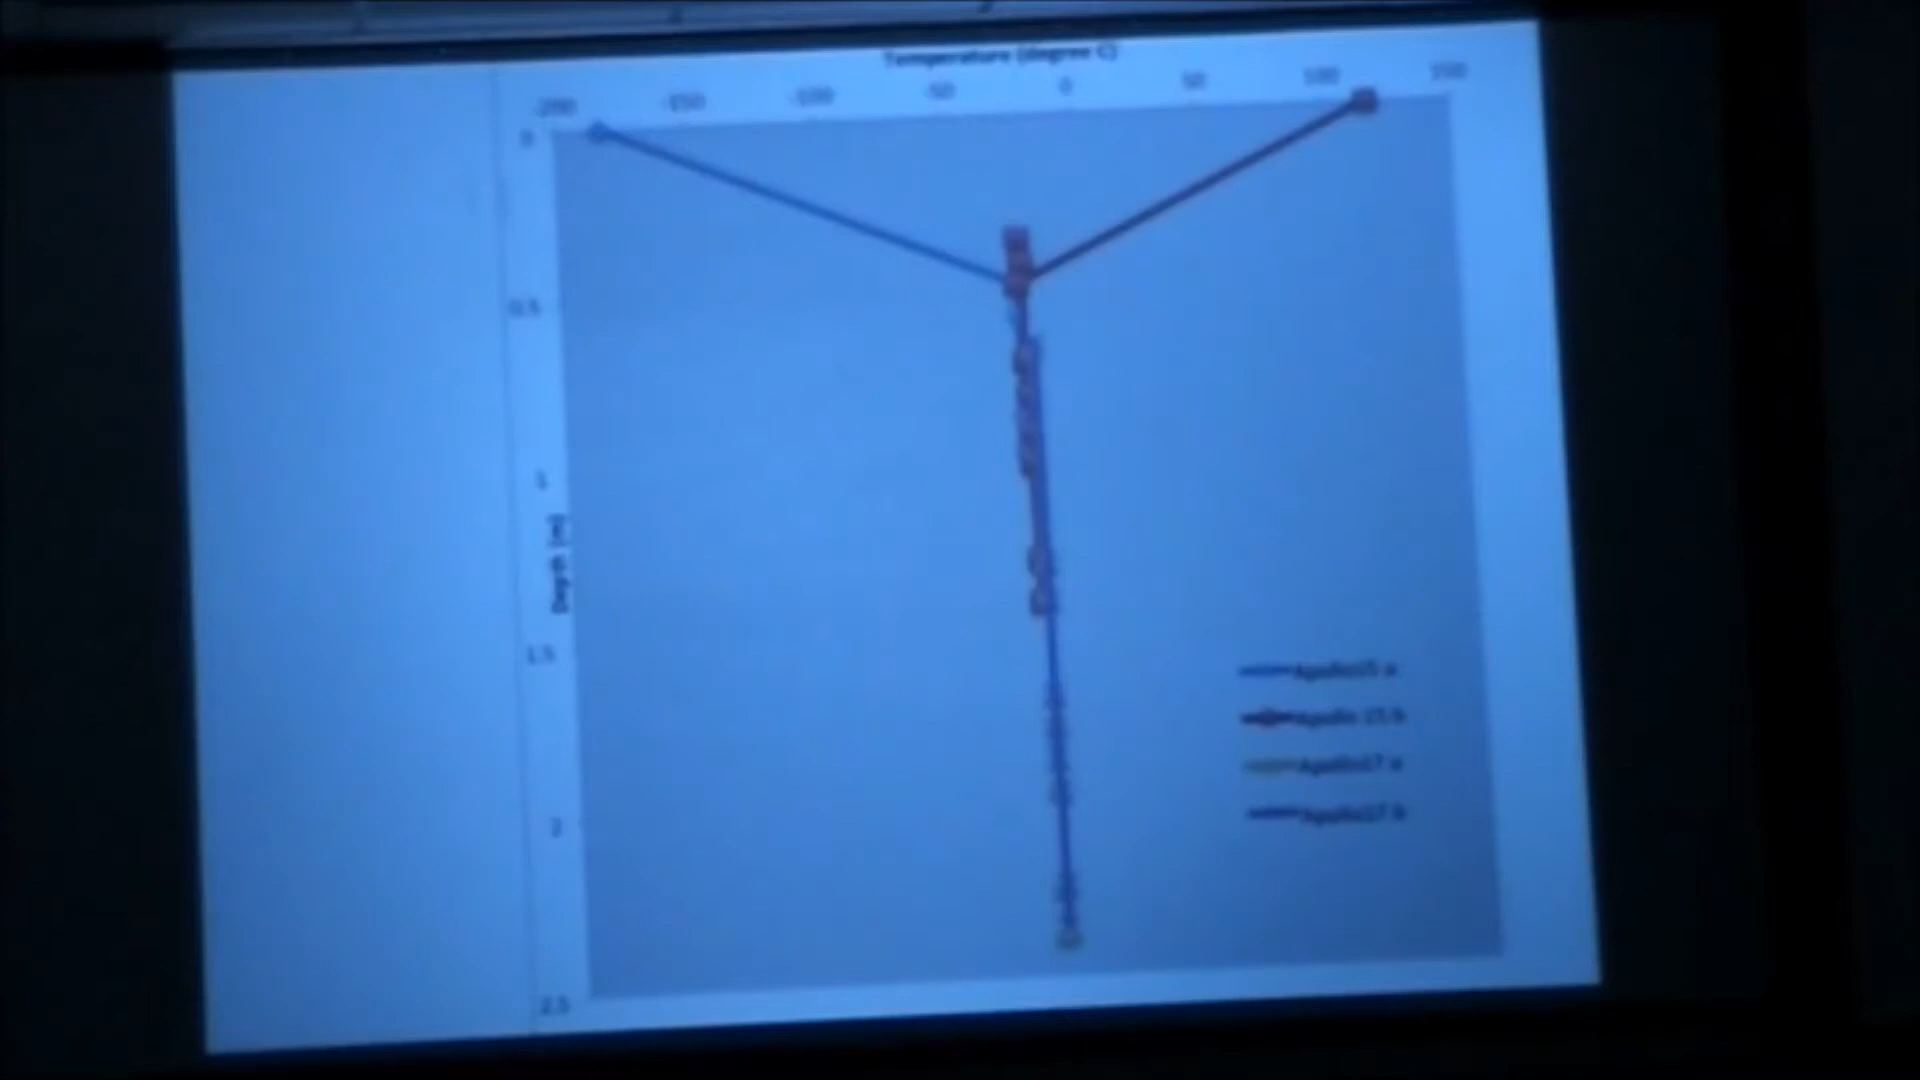 Temperature (degree C)
-200 -150 -100 -50 0 50 100 150
0
0.5
1
Depth (m)
1.5
2
2.5
Apollo15 a
Apollo 15 b
Apollo17 a
Apollo17 b